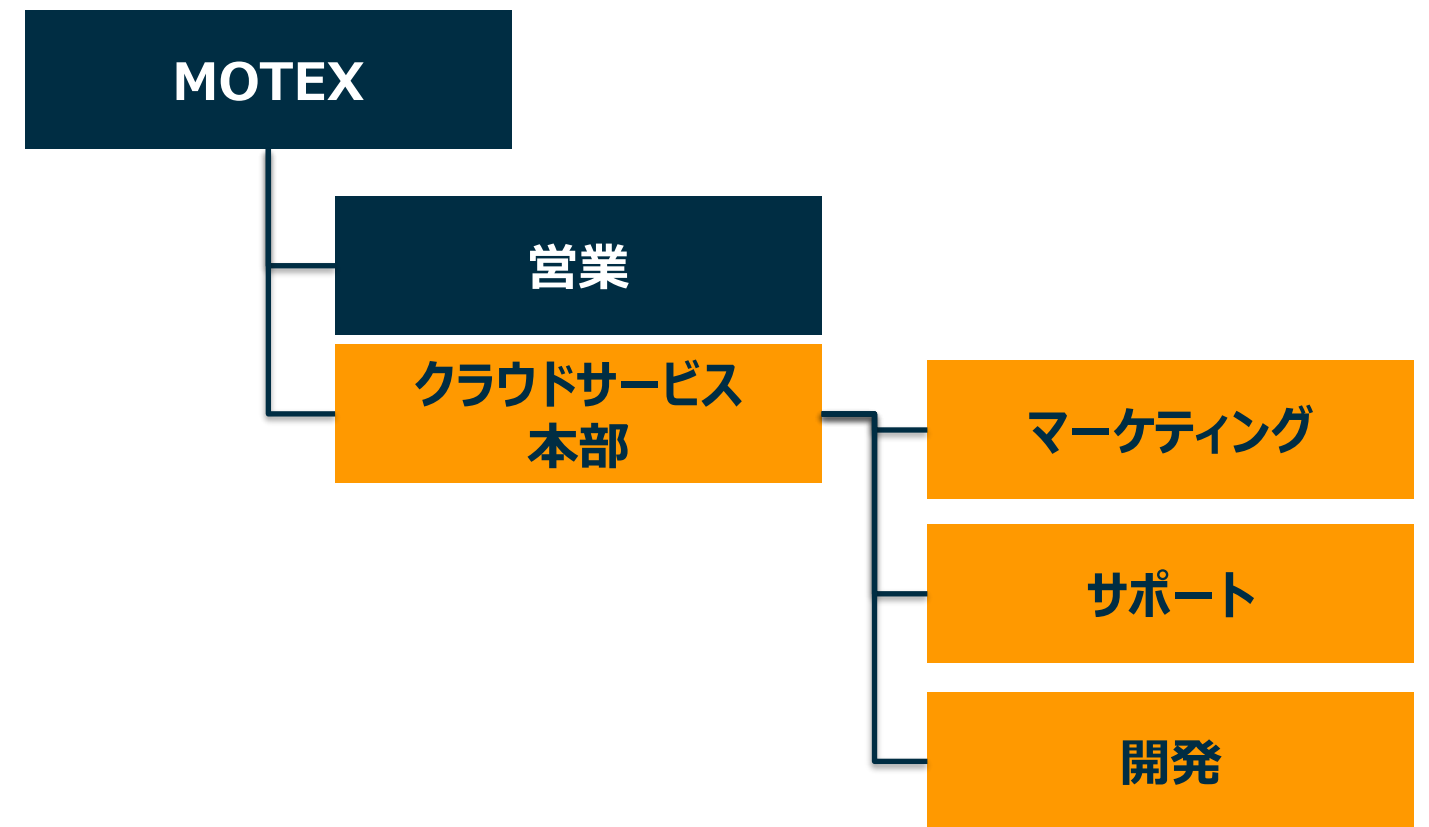 MOTEX
営業
クラウドサービス
本部
マーケティング
サポート
開発